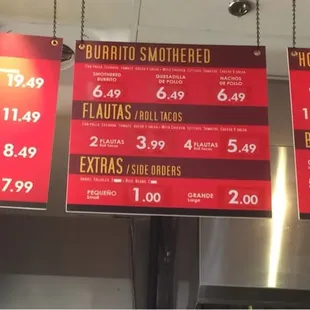 19.49
11.49
8.49
7.99
BURRITO SMOTHERED
SMOTHERED BURRITO
6.49
QUESADILLA DE POLLO
6.49
NACHOS DE POLLO
6.49
FLAUTAS / ROLL TACOS
2 FLAUTAS
3.99
4 FLAUTAS
5.49
EXTRAS / SIDE ORDERS
PEQUEÑO
Small
1.00
GRANDE
Large
2.00
HO